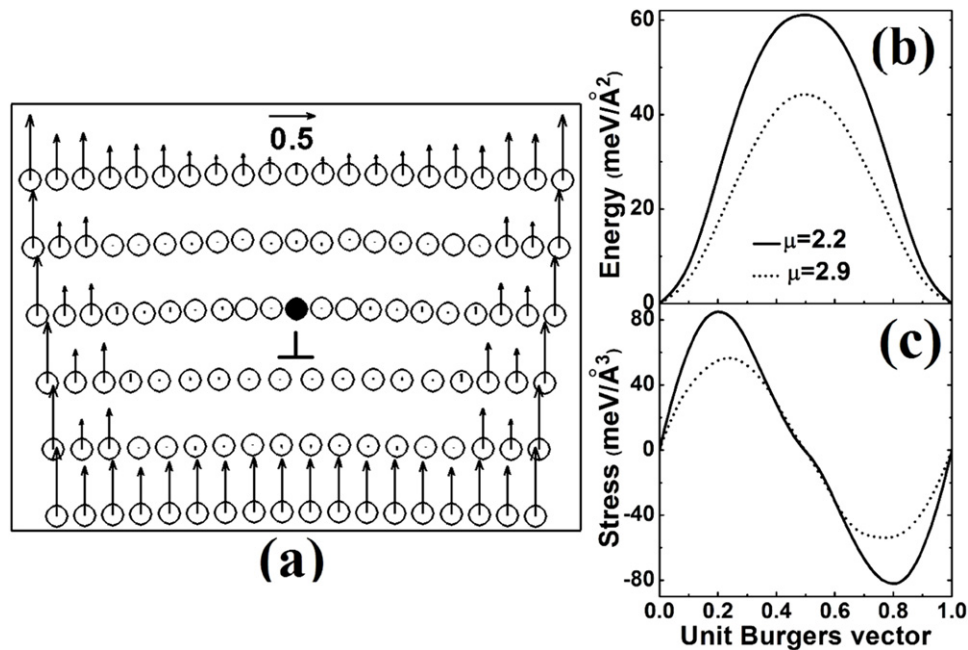 0.5
(a)
(b)
Energy (meV/Å²)
60
40
20
0
μ=2.2
μ=2.9
(c)
Stress (meV/Å³)
80
40
0
-40
-80
0.0 0.2 0.4 0.6 0.8 1.0
Unit Burgers vector